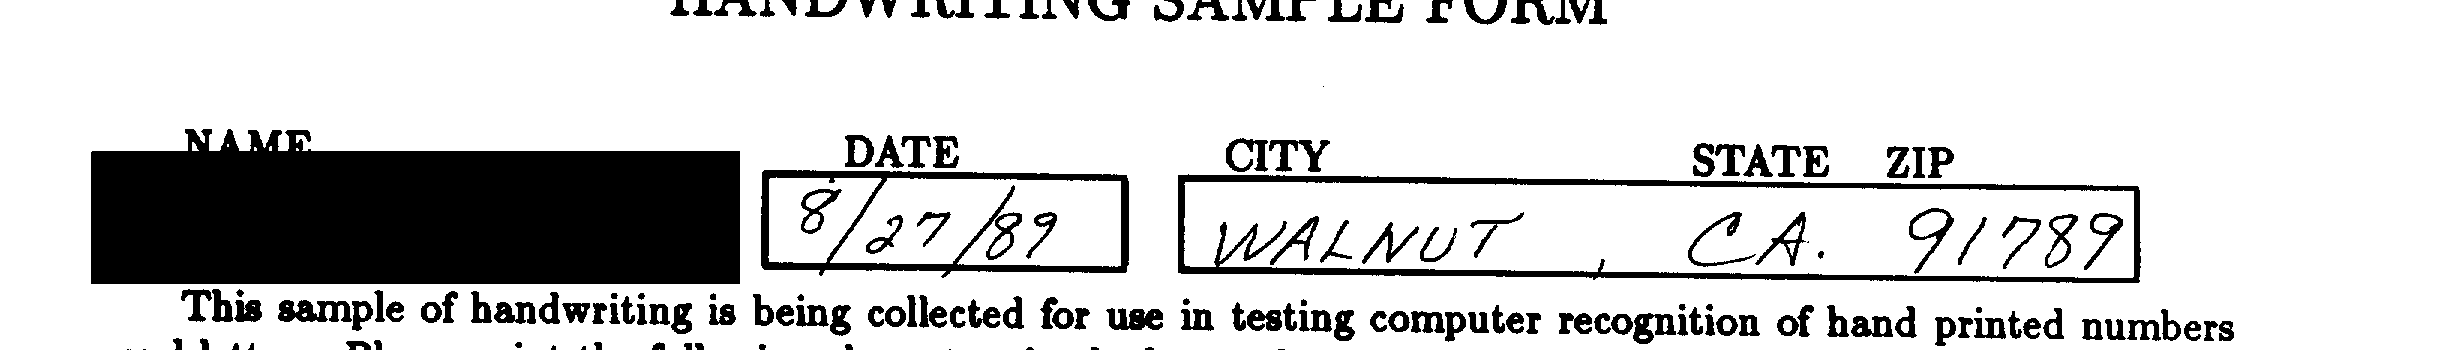 HANDWRITING SAMPLE FORM
NAME DATE CITY STATE ZIP
8/27/89 WALNUT, CA. 91789
This sample of handwriting is being collected for use in testing computer recognition of hand printed numbers